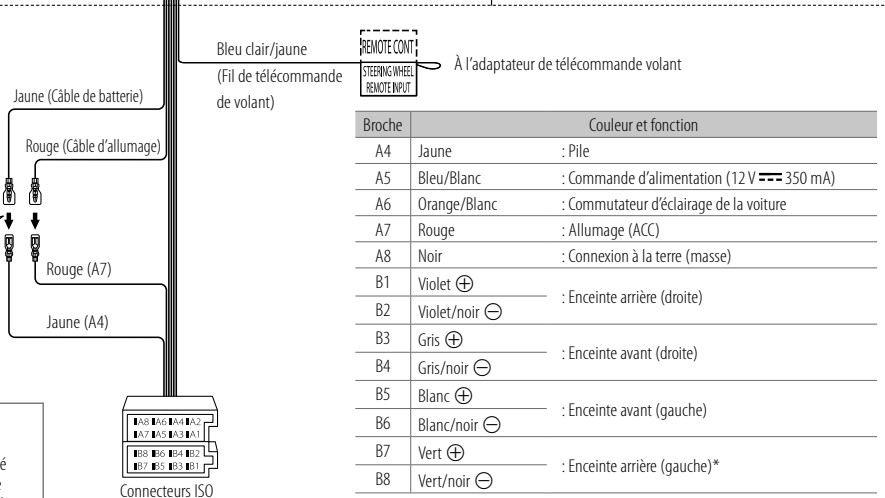 Bleu clair/jaune
(Fil de télécommande
de volant)
REMOTE CONT
STEERING WHEEL
REMOTE INPUT
À l’adaptateur de télécommande volant
Jaune (Câble de batterie)
Rouge (Câble d’allumage)
Rouge (A7)
Jaune (A4)
Broche Couleur et fonction
A4 Jaune : Pile
A5 Bleu/Blanc : Commande d’alimentation (12 V ⎓ 350 mA)
A6 Orange/Blanc : Commutateur d’éclairage de la voiture
A7 Rouge : Allumage (ACC)
A8 Noir : Connexion à la terre (masse)
B1 Violet ⊕
: Enceinte arrière (droite)
B2 Violet/noir ⊖
B3 Gris ⊕
: Enceinte avant (droite)
B4 Gris/noir ⊖
B5 Blanc ⊕
: Enceinte avant (gauche)
B6 Blanc/noir ⊖
B7 Vert ⊕
: Enceinte arrière (gauche)*
B8 Vert/noir ⊖
A8 A6 A4 A2
A7 A5 A3 A1
B8 B6 B4 B2
B7 B5 B3 B1
Connecteurs ISO